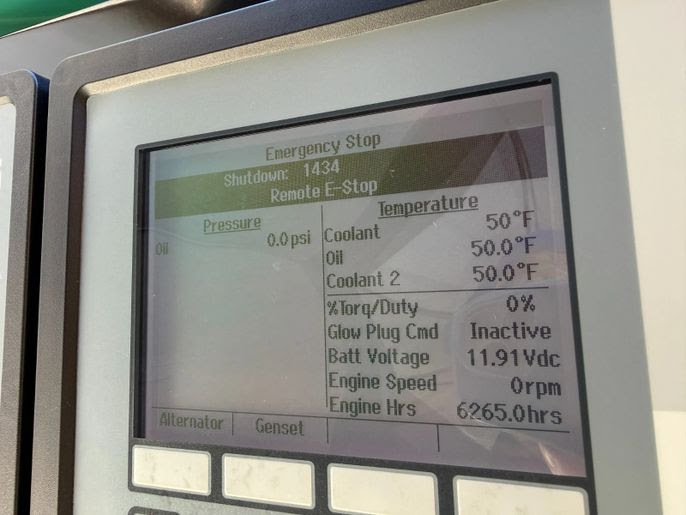 Emergency Stop
Shutdown: 1434
Remote E-Stop
Pressure
Oil 0.0psi
Temperature
Coolant 50°F
Oil 50.0°F
Coolant 2 50.0°F
%Torq/Duty 0%
Glow Plug Cmd Inactive
Batt Voltage 11.91Vdc
Engine Speed 0rpm
Engine Hrs 6265.0hrs
Alternator Genset